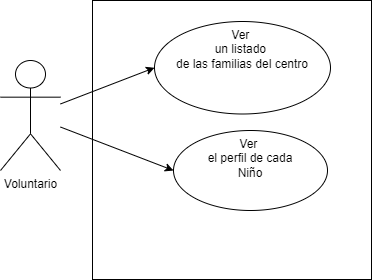 Ver
un listado
de las familias del centro
Ver
el perfil de cada
Niño
Voluntario